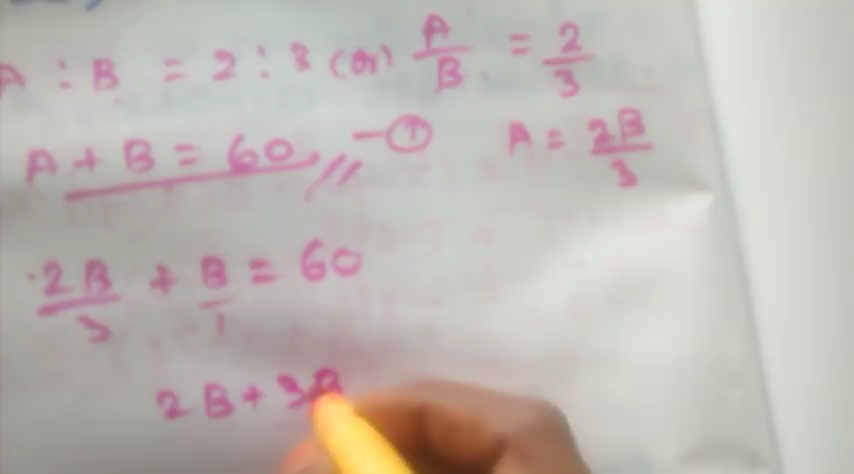 A : B = 2 : 3 (or) A/B = 2/3
A + B = 60 — ① A = 2B/3
2B/3 + B/1 = 60
2B + 3B